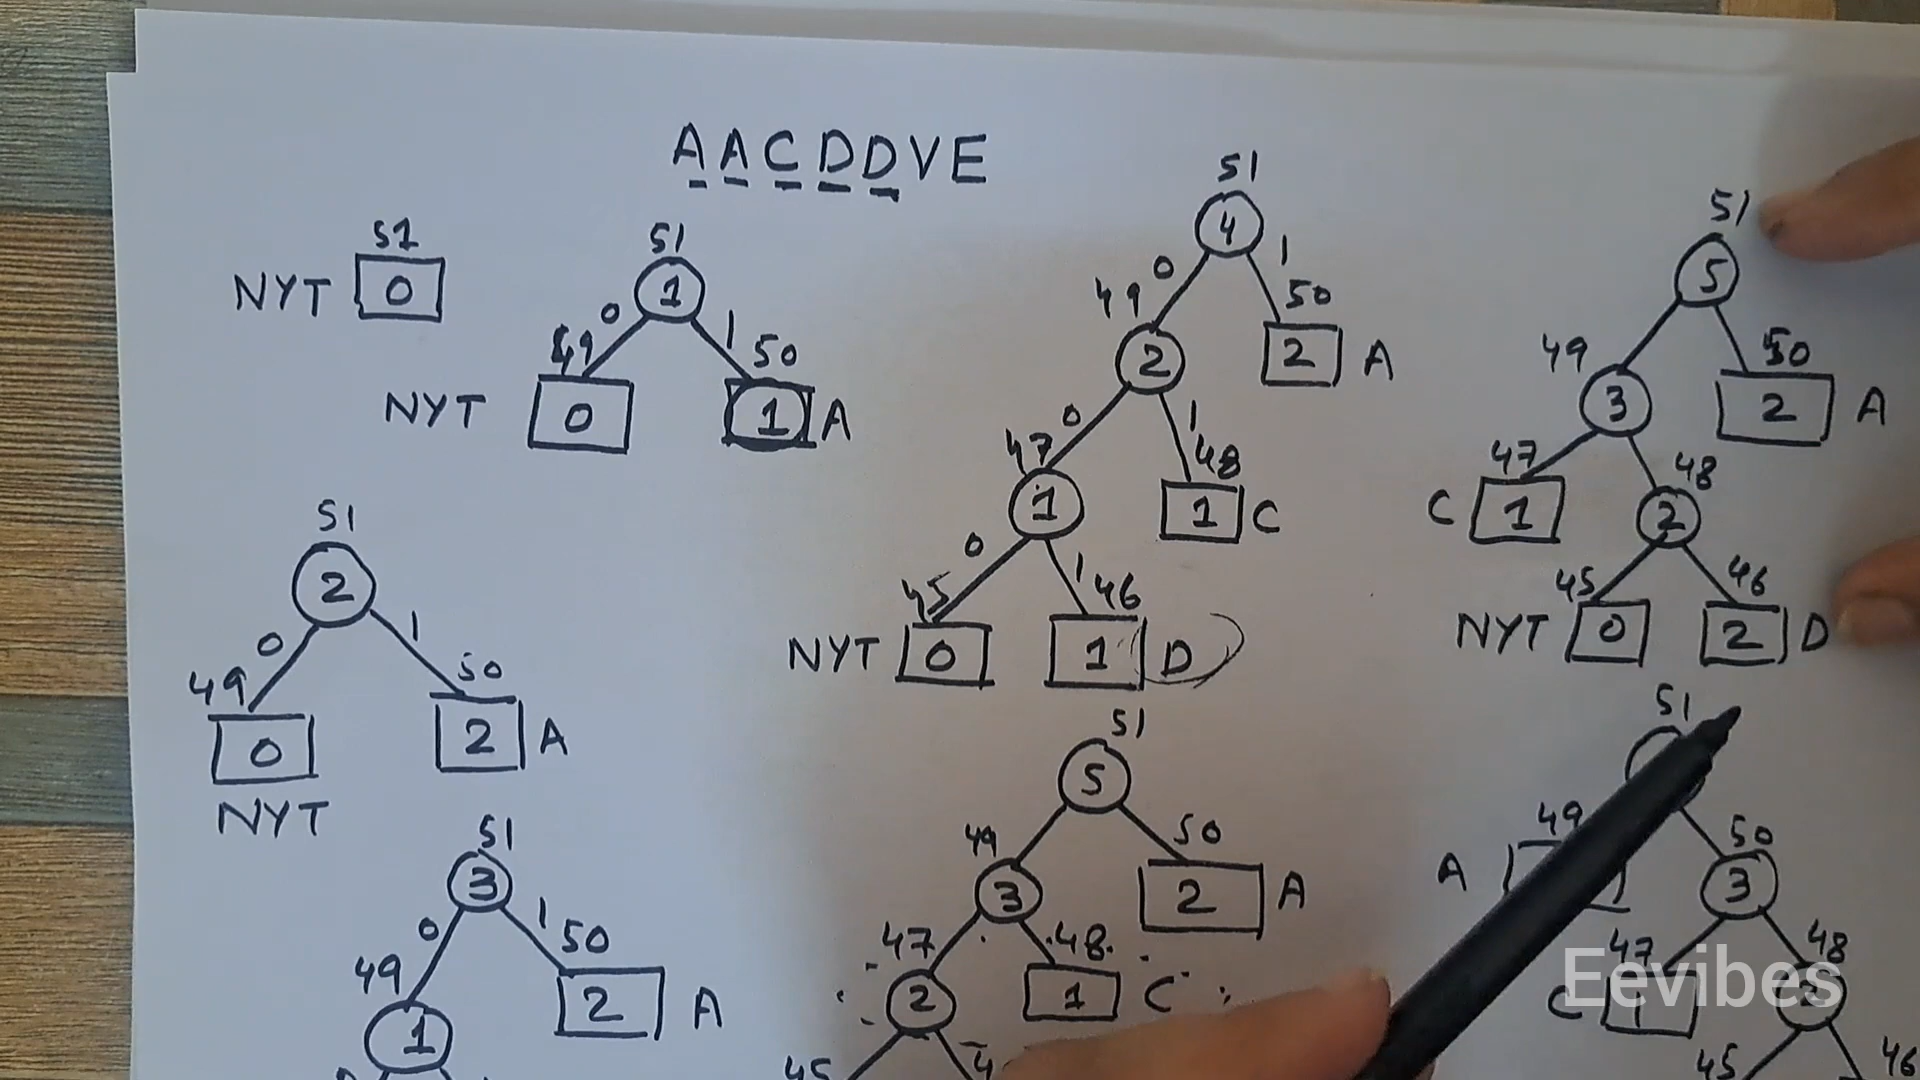 AACDDVE
51
NYT 0
51
1
0 1
49 50
NYT 0 1 A
51
2
0 1
49 50
0 2 A
NYT
51
3
0 1
49 50
1 2 A
51
4
0 1
49 50
2 2 A
0 1
47 48
1 1 C
0 1
45 46
NYT 0 1 D
51
5
49 50
3 2 A
47 48
2 1 C
45
51
5
49 50
3 2 A
47 48
C 1 2
45 46
NYT 0 2 D
51
49 50
A 3
47 48
C 1 2
45 46
Eevibes